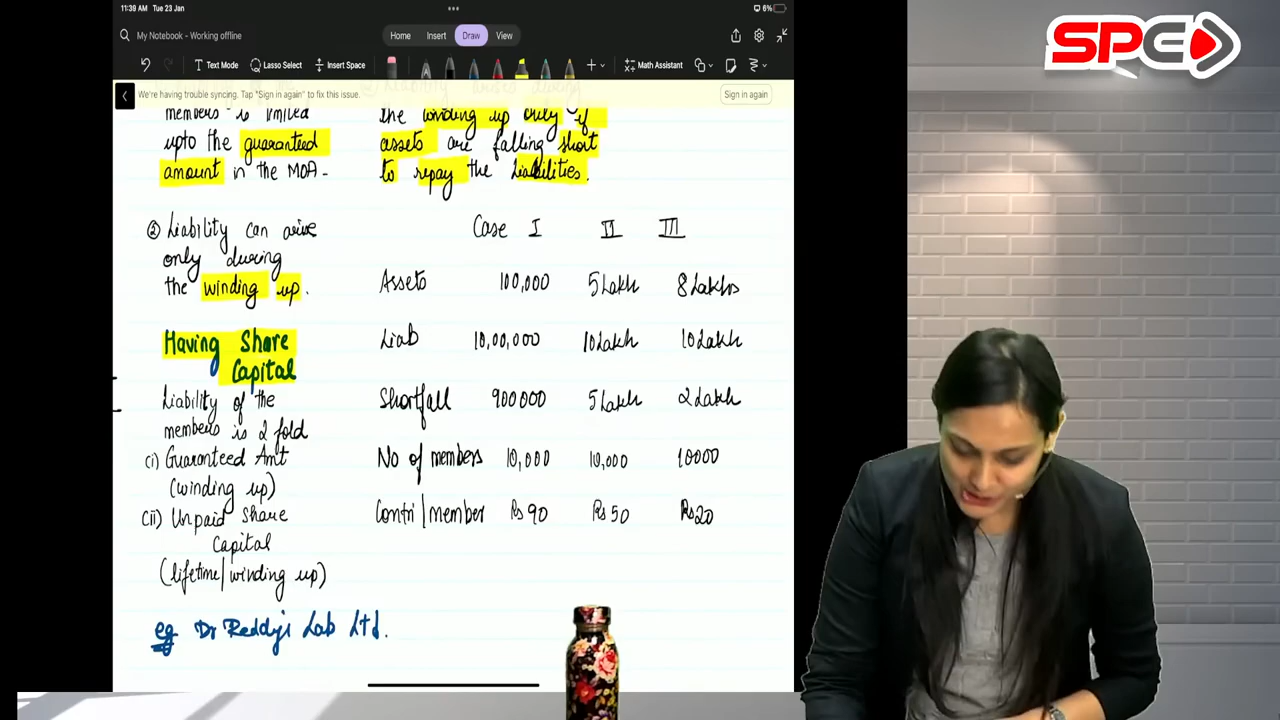 11:39 AM Tue 23 Jan
6%
My Notebook - Working offline
Home Insert Draw View
Text Mode Lasso Select Insert Space Math Assistant
We're having trouble syncing. Tap "Sign in again" to fix this issue.
Sign in again
members is limited
upto the guaranteed
amount in the MOA -
② Liability can arise
only during
the winding up.
Having Share
Capital
Liability of the
members is 2 fold
(i) Guaranteed Amt
(winding up)
(ii) Unpaid Share
Capital
(lifetime/winding up)
eg Dr Reddy's Lab Ltd.
the winding up only if
assets are falling short
to repay the Liabilities.
Case I II III
Assets 100,000 5 Lakh 8 Lakhs
Liab 10,00,000 10 Lakh 10 Lakh
Shortfall 900000 5 Lakh 2 Lakh
No of members 10,000 10,000 10000
Contri/member Rs 90 Rs 50 Rs 20
SPC